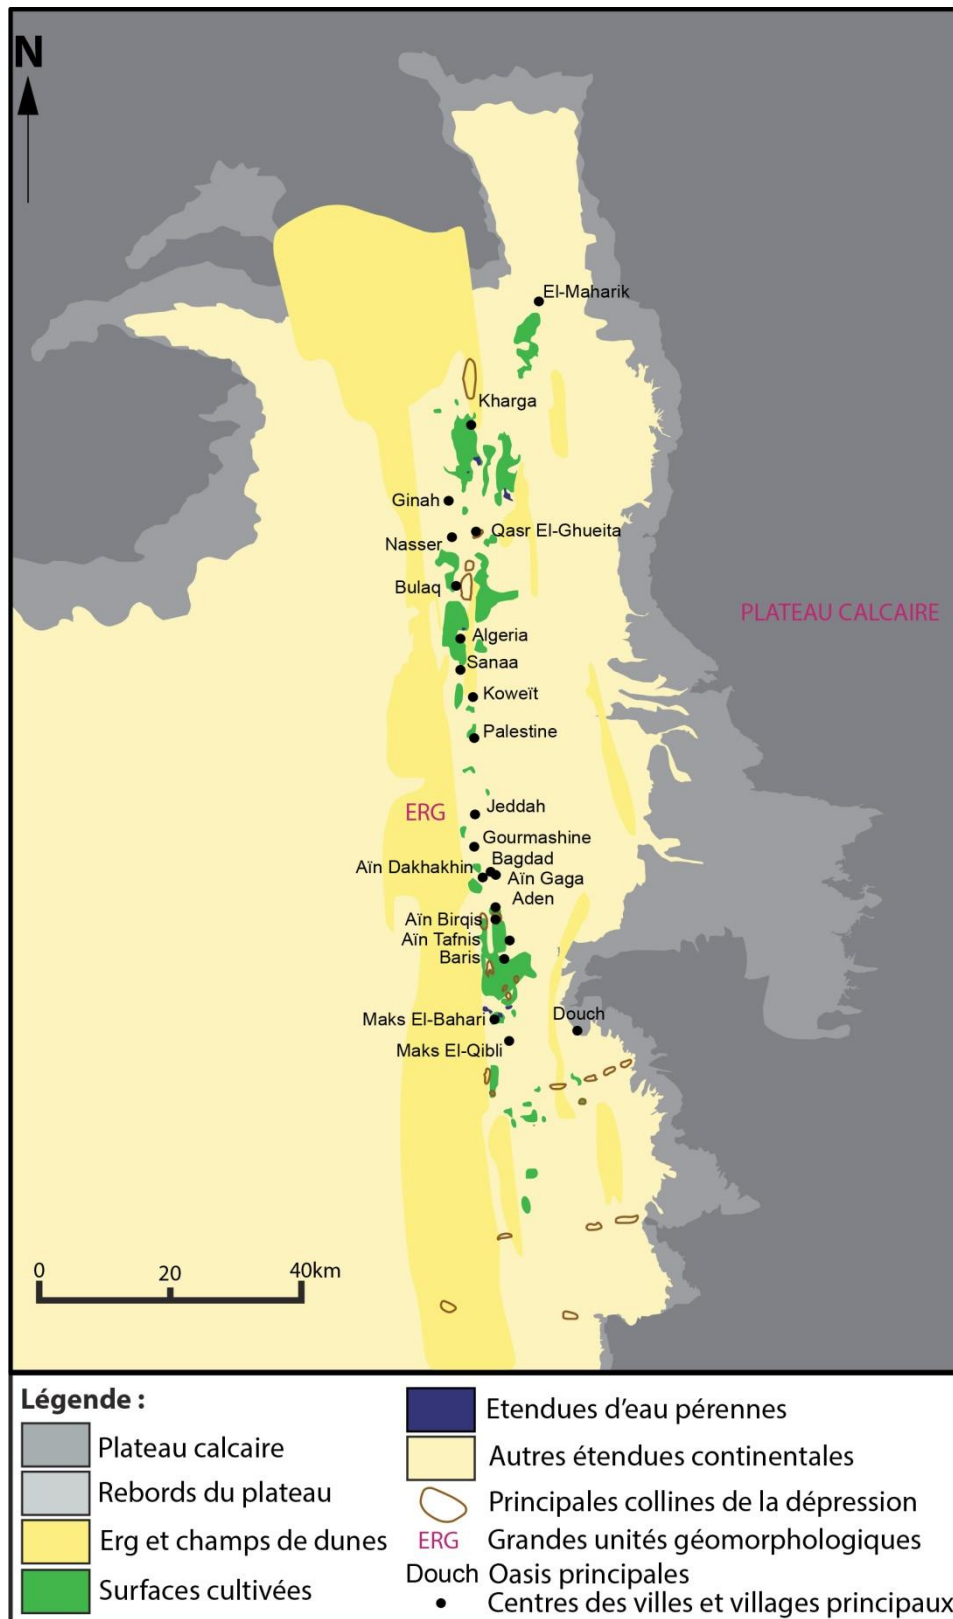 N
El-Maharik
Kharga
Ginah
Qasr El-Ghueita
Nasser
Bulaq
PLATEAU CALCAIRE
Algeria
Sanaa
Koweït
Palestine
ERG
Jeddah
Gourmashine
Bagdad
Aïn Dakhakhin
Aïn Gaga
Aden
Aïn Birqis
Aïn Tafnis
Baris
Maks El-Bahari
Douch
Maks El-Qibli
0 20 40km
Légende :
Plateau calcaire
Rebords du plateau
Erg et champs de dunes
Surfaces cultivées
Etendues d'eau pérennes
Autres étendues continentales
Principales collines de la dépression
ERG Grandes unités géomorphologiques
Douch Oasis principales
Centres des villes et villages principaux